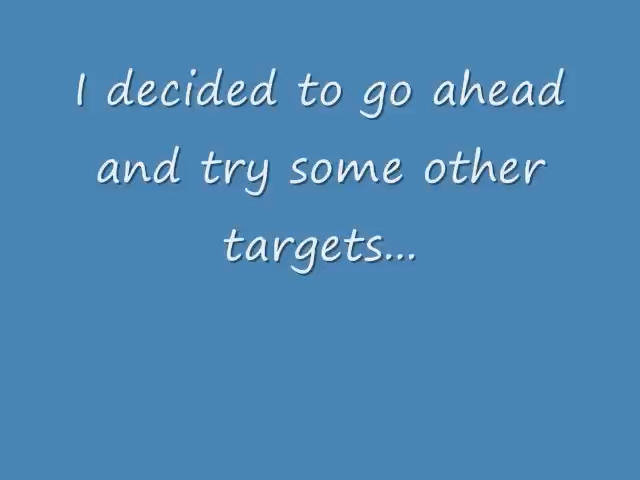 I decided to go ahead
and try some other
targets...